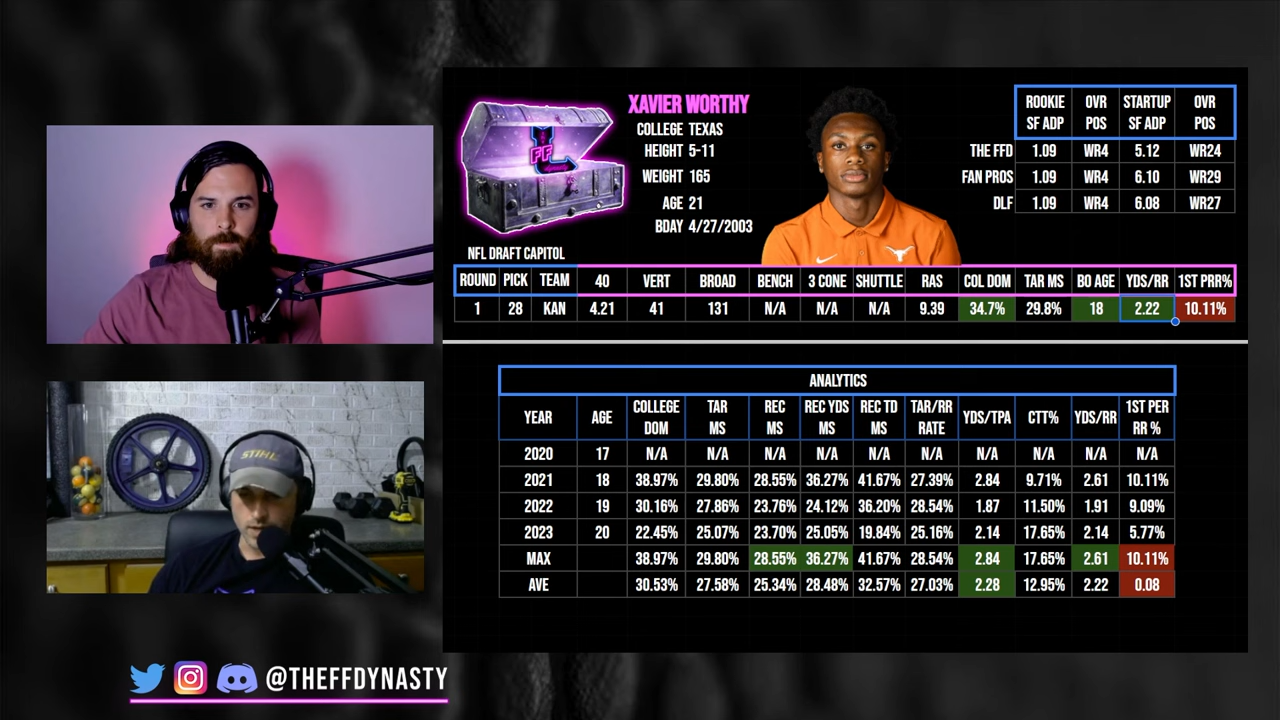 XAVIER WORTHY
COLLEGE TEXAS
HEIGHT 5-11
WEIGHT 165
AGE 21
BDAY 4/27/2003
FF
ROOKIE SF ADP OVR POS STARTUP SF ADP OVR POS
THE FFD 1.09 WR4 5.12 WR24
FAN PROS 1.09 WR4 6.10 WR29
DLF 1.09 WR4 6.08 WR27
NFL DRAFT CAPITOL
ROUND PICK TEAM 40 VERT BROAD BENCH 3 CONE SHUTTLE RAS COL DOM TAR MS BO AGE YDS/RR 1ST PRR%
1 28 KAN 4.21 41 131 N/A N/A N/A 9.39 34.7% 29.8% 18 2.22 10.11%
ANALYTICS
YEAR AGE COLLEGE DOM TAR MS REC MS REC YDS MS REC TD MS TAR/RR RATE YDS/TPA CTT% YDS/RR 1ST PER RR %
2020 17 N/A N/A N/A N/A N/A N/A N/A N/A N/A N/A
2021 18 38.97% 29.80% 28.55% 36.27% 41.67% 27.39% 2.84 9.71% 2.61 10.11%
2022 19 30.16% 27.86% 23.76% 24.12% 36.20% 28.54% 1.87 11.50% 1.91 9.09%
2023 20 22.45% 25.07% 23.70% 25.05% 19.84% 25.16% 2.14 17.65% 2.14 5.77%
MAX 38.97% 29.80% 28.55% 36.27% 41.67% 28.54% 2.84 17.65% 2.61 10.11%
AVE 30.53% 27.58% 25.34% 28.48% 32.57% 27.03% 2.28 12.95% 2.22 0.08
STIHL
@THEFFDYNASTY